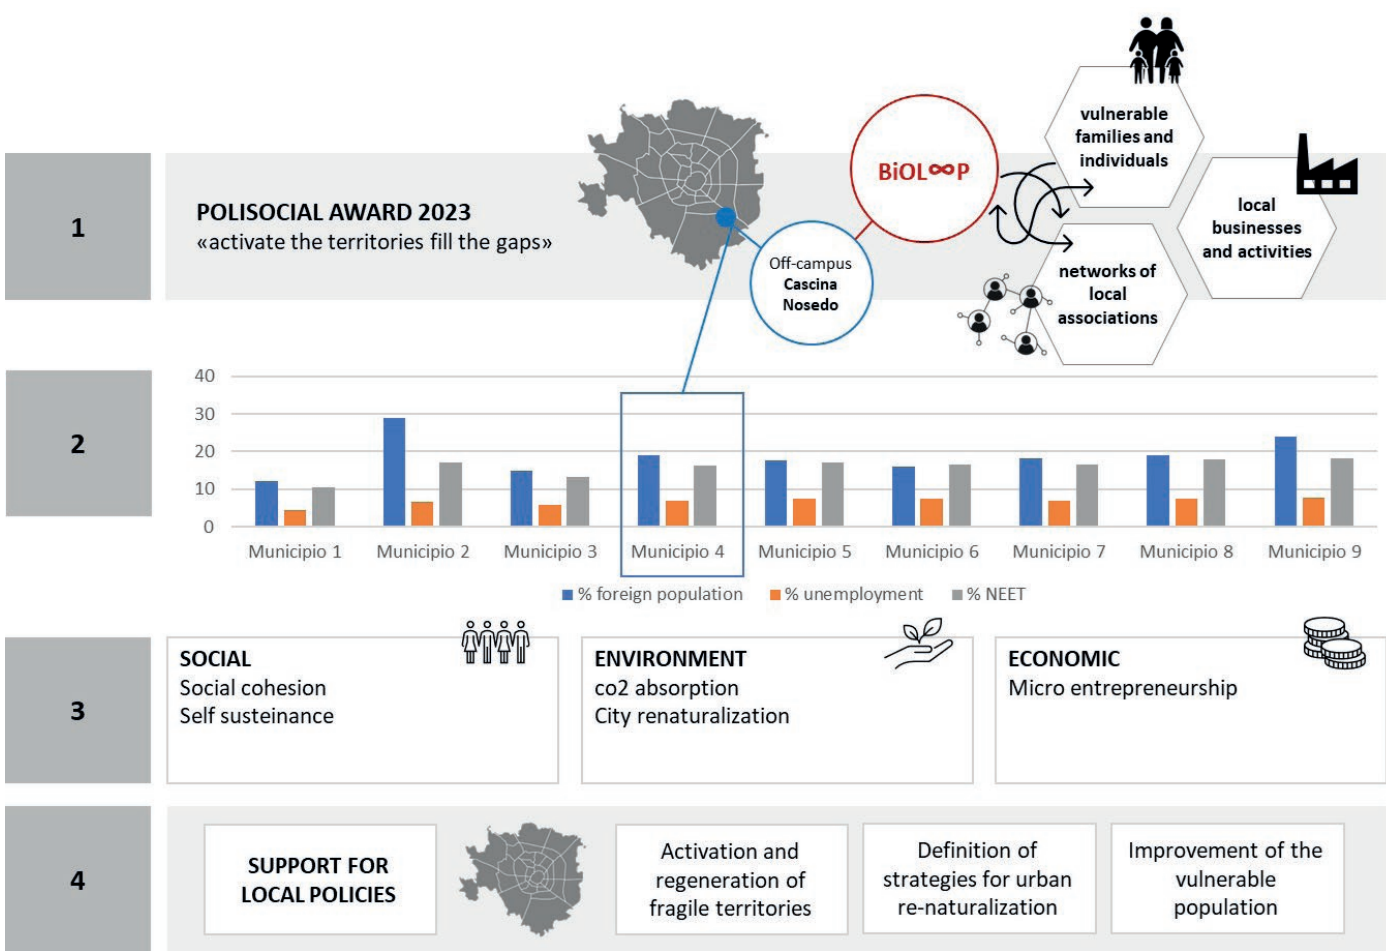 1
POLISOCIAL AWARD 2023
«activate the territories fill the gaps»
Off-campus
Cascina
Nosedo
BiOL∞P
vulnerable
families and
individuals
local
businesses
and activities
networks of
local
associations
2
40
30
20
10
0
Municipio 1
Municipio 2
Municipio 3
Municipio 4
Municipio 5
Municipio 6
Municipio 7
Municipio 8
Municipio 9
% foreign population
% unemployment
% NEET
3
SOCIAL
Social cohesion
Self susteinance
ENVIRONMENT
co2 absorption
City renaturalization
ECONOMIC
Micro entrepreneurship
4
SUPPORT FOR
LOCAL POLICIES
Activation and
regeneration of
fragile territories
Definition of
strategies for urban
re-naturalization
Improvement of the
vulnerable
population